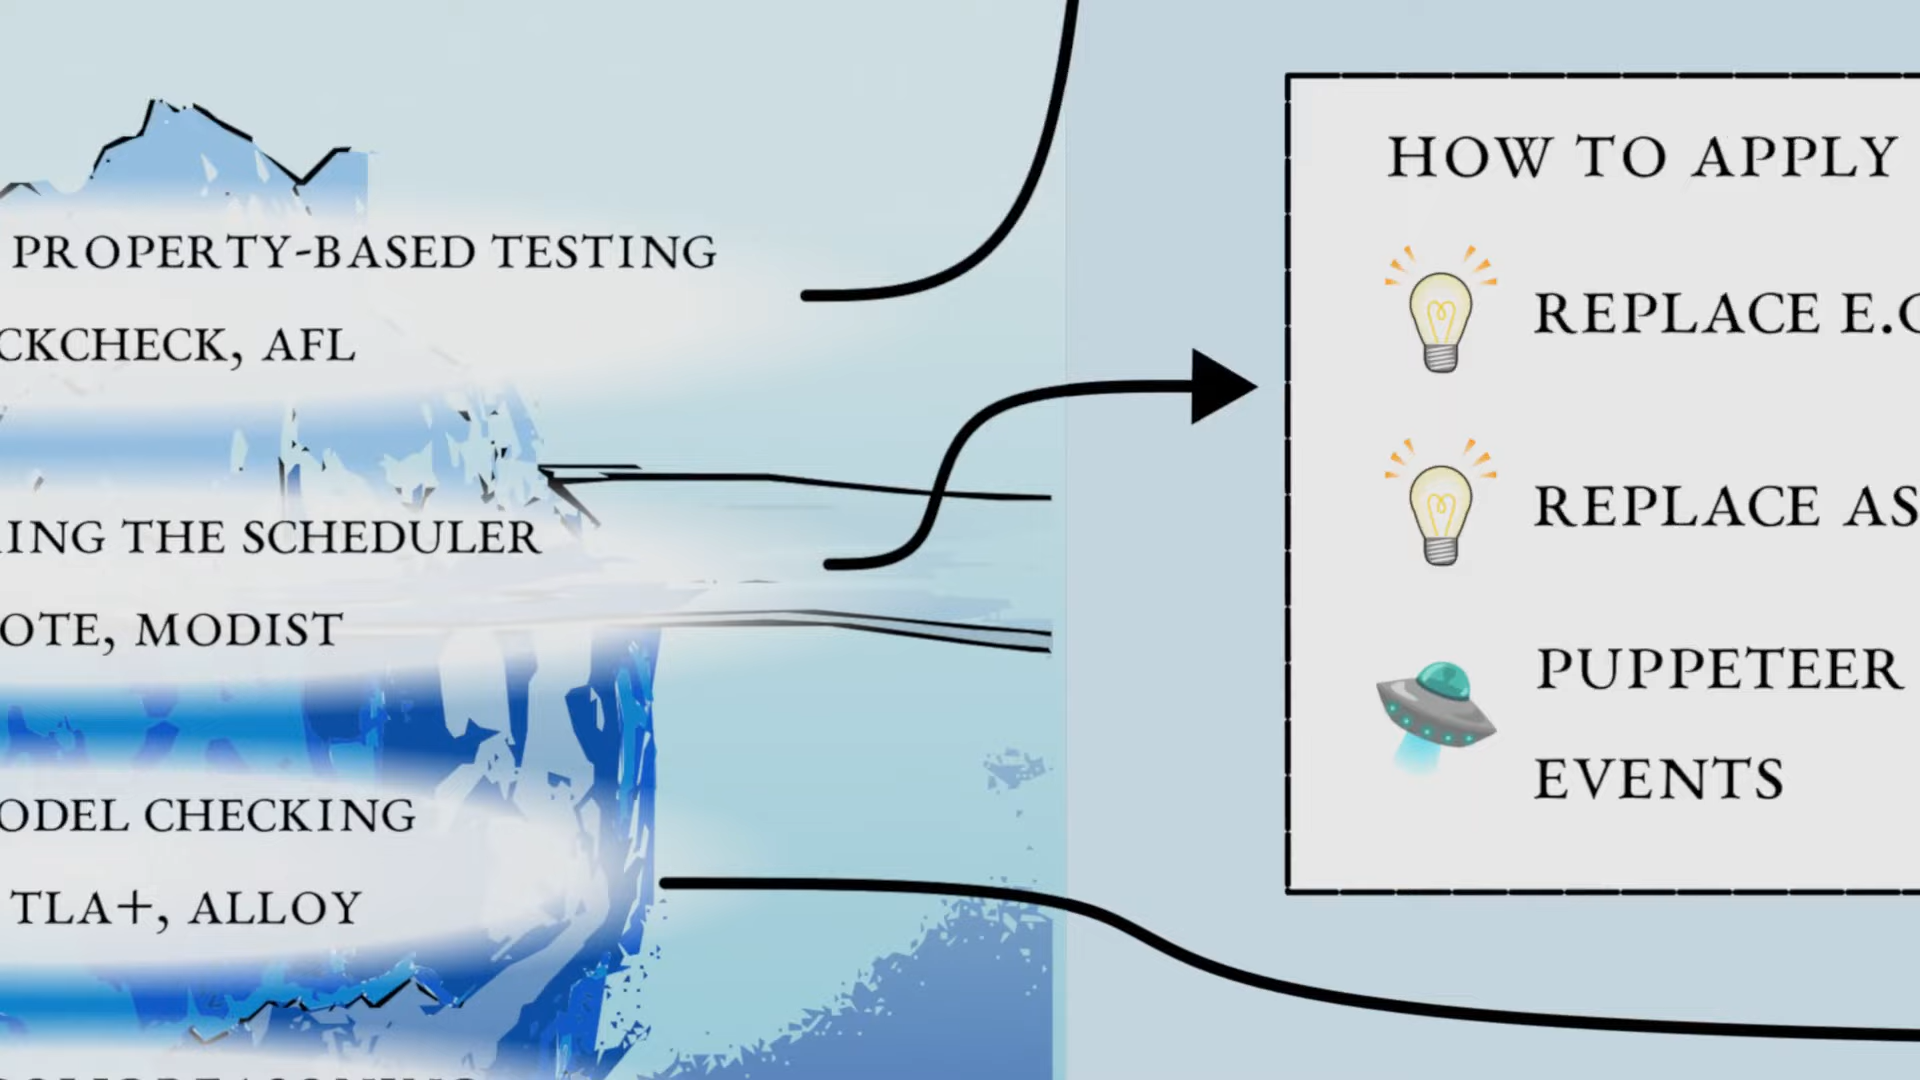 PROPERTY-BASED TESTING
CKCHECK, AFL
ING THE SCHEDULER
OTE, MODIST
ODEL CHECKING
TLA+, ALLOY
HOW TO APPLY
REPLACE E.G
REPLACE AS
PUPPETEER
EVENTS